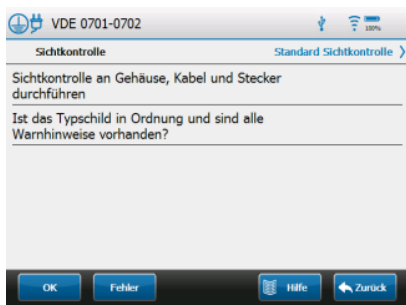 VDE 0701-0702
100%
Sichtkontrolle
Standard Sichtkontrolle
Sichtkontrolle an Gehäuse, Kabel und Stecker
durchführen
Ist das Typschild in Ordnung und sind alle
Warnhinweise vorhanden?
OK
Fehler
Hilfe
Zurück